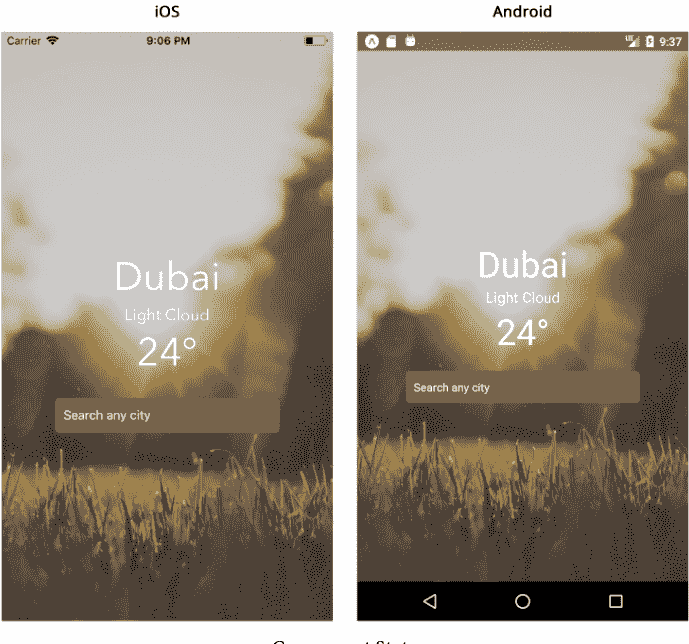 iOS
Android
Carrier
9:06 PM
LTE
9:37
Dubai
Light Cloud
24°
Search any city
Dubai
Light Cloud
24°
Search any city